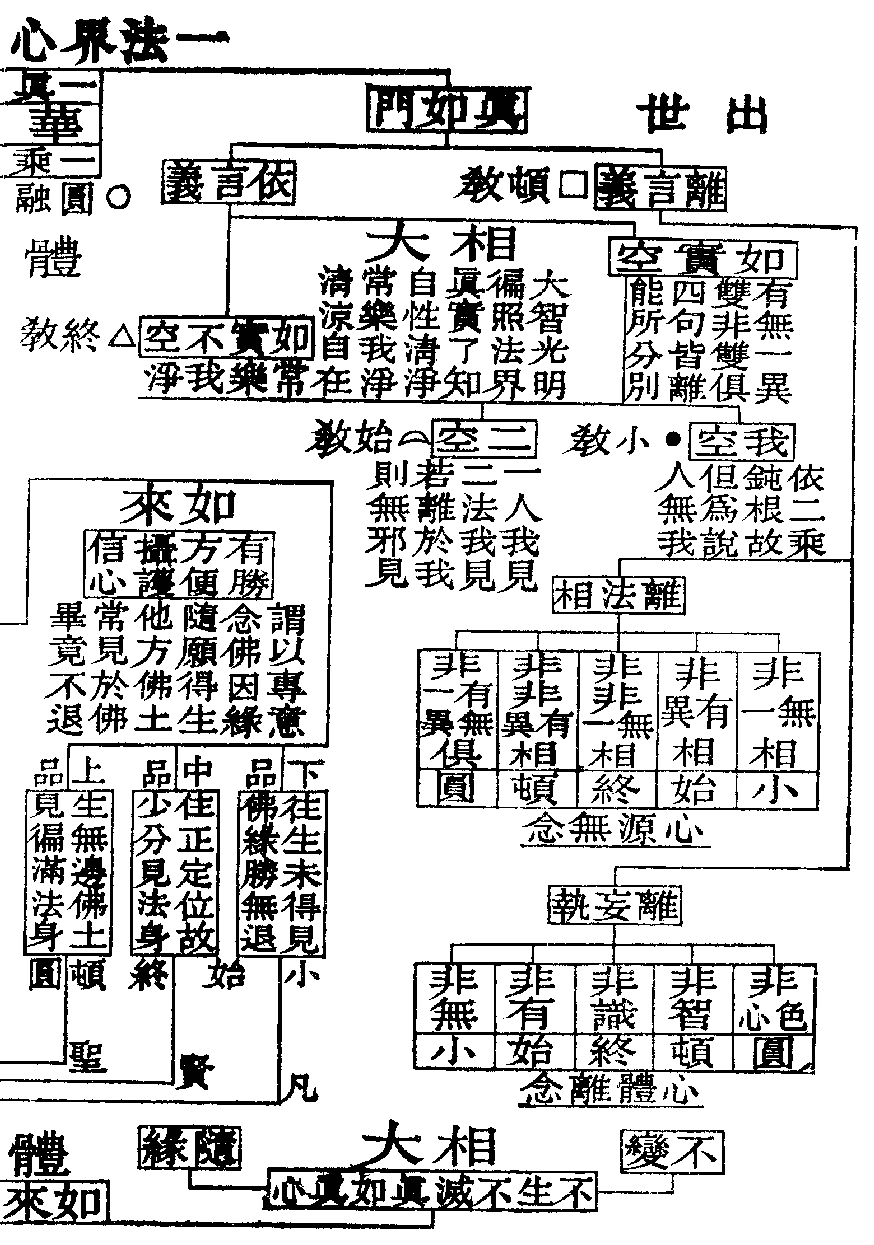 一法界心
出世
眞如門
一眞
華
一乘
○圓融
體
離言義
□頓教
依言義
如實空
有無一異
雙非雙俱
四句皆離
能所分別
相大
大智光明
徧照法界
眞實了知
自性清淨
常樂我淨
清涼自在
如實不空
△終教
常樂我淨
我空
●小教
依二乘
鈍根故
但爲說
人無我
二空
⌒始教
一人我見
二法我見
若離於我
則無邪見
離法相
非無一相
小
非有異相
始
非非無一相
終
非非有異相
頓
非有無一異俱
圓
心源無念
離妄執
非色心
圓
非智
頓
非識
終
非有
始
非無
小
心體離念
如來
有勝
方便
攝護
信心
謂以專意
念佛因緣
隨願得生
他方佛土
常見於佛
畢竟不退
下品
往生未得見
佛緣勝無退
小
始
凡
中品
住正定位故
少分見法身
終
賢
上品
生無邊佛土
見徧滿法身
頓
圓
聖
不變
相大
隨緣
體
不生不滅眞如眞心
如來